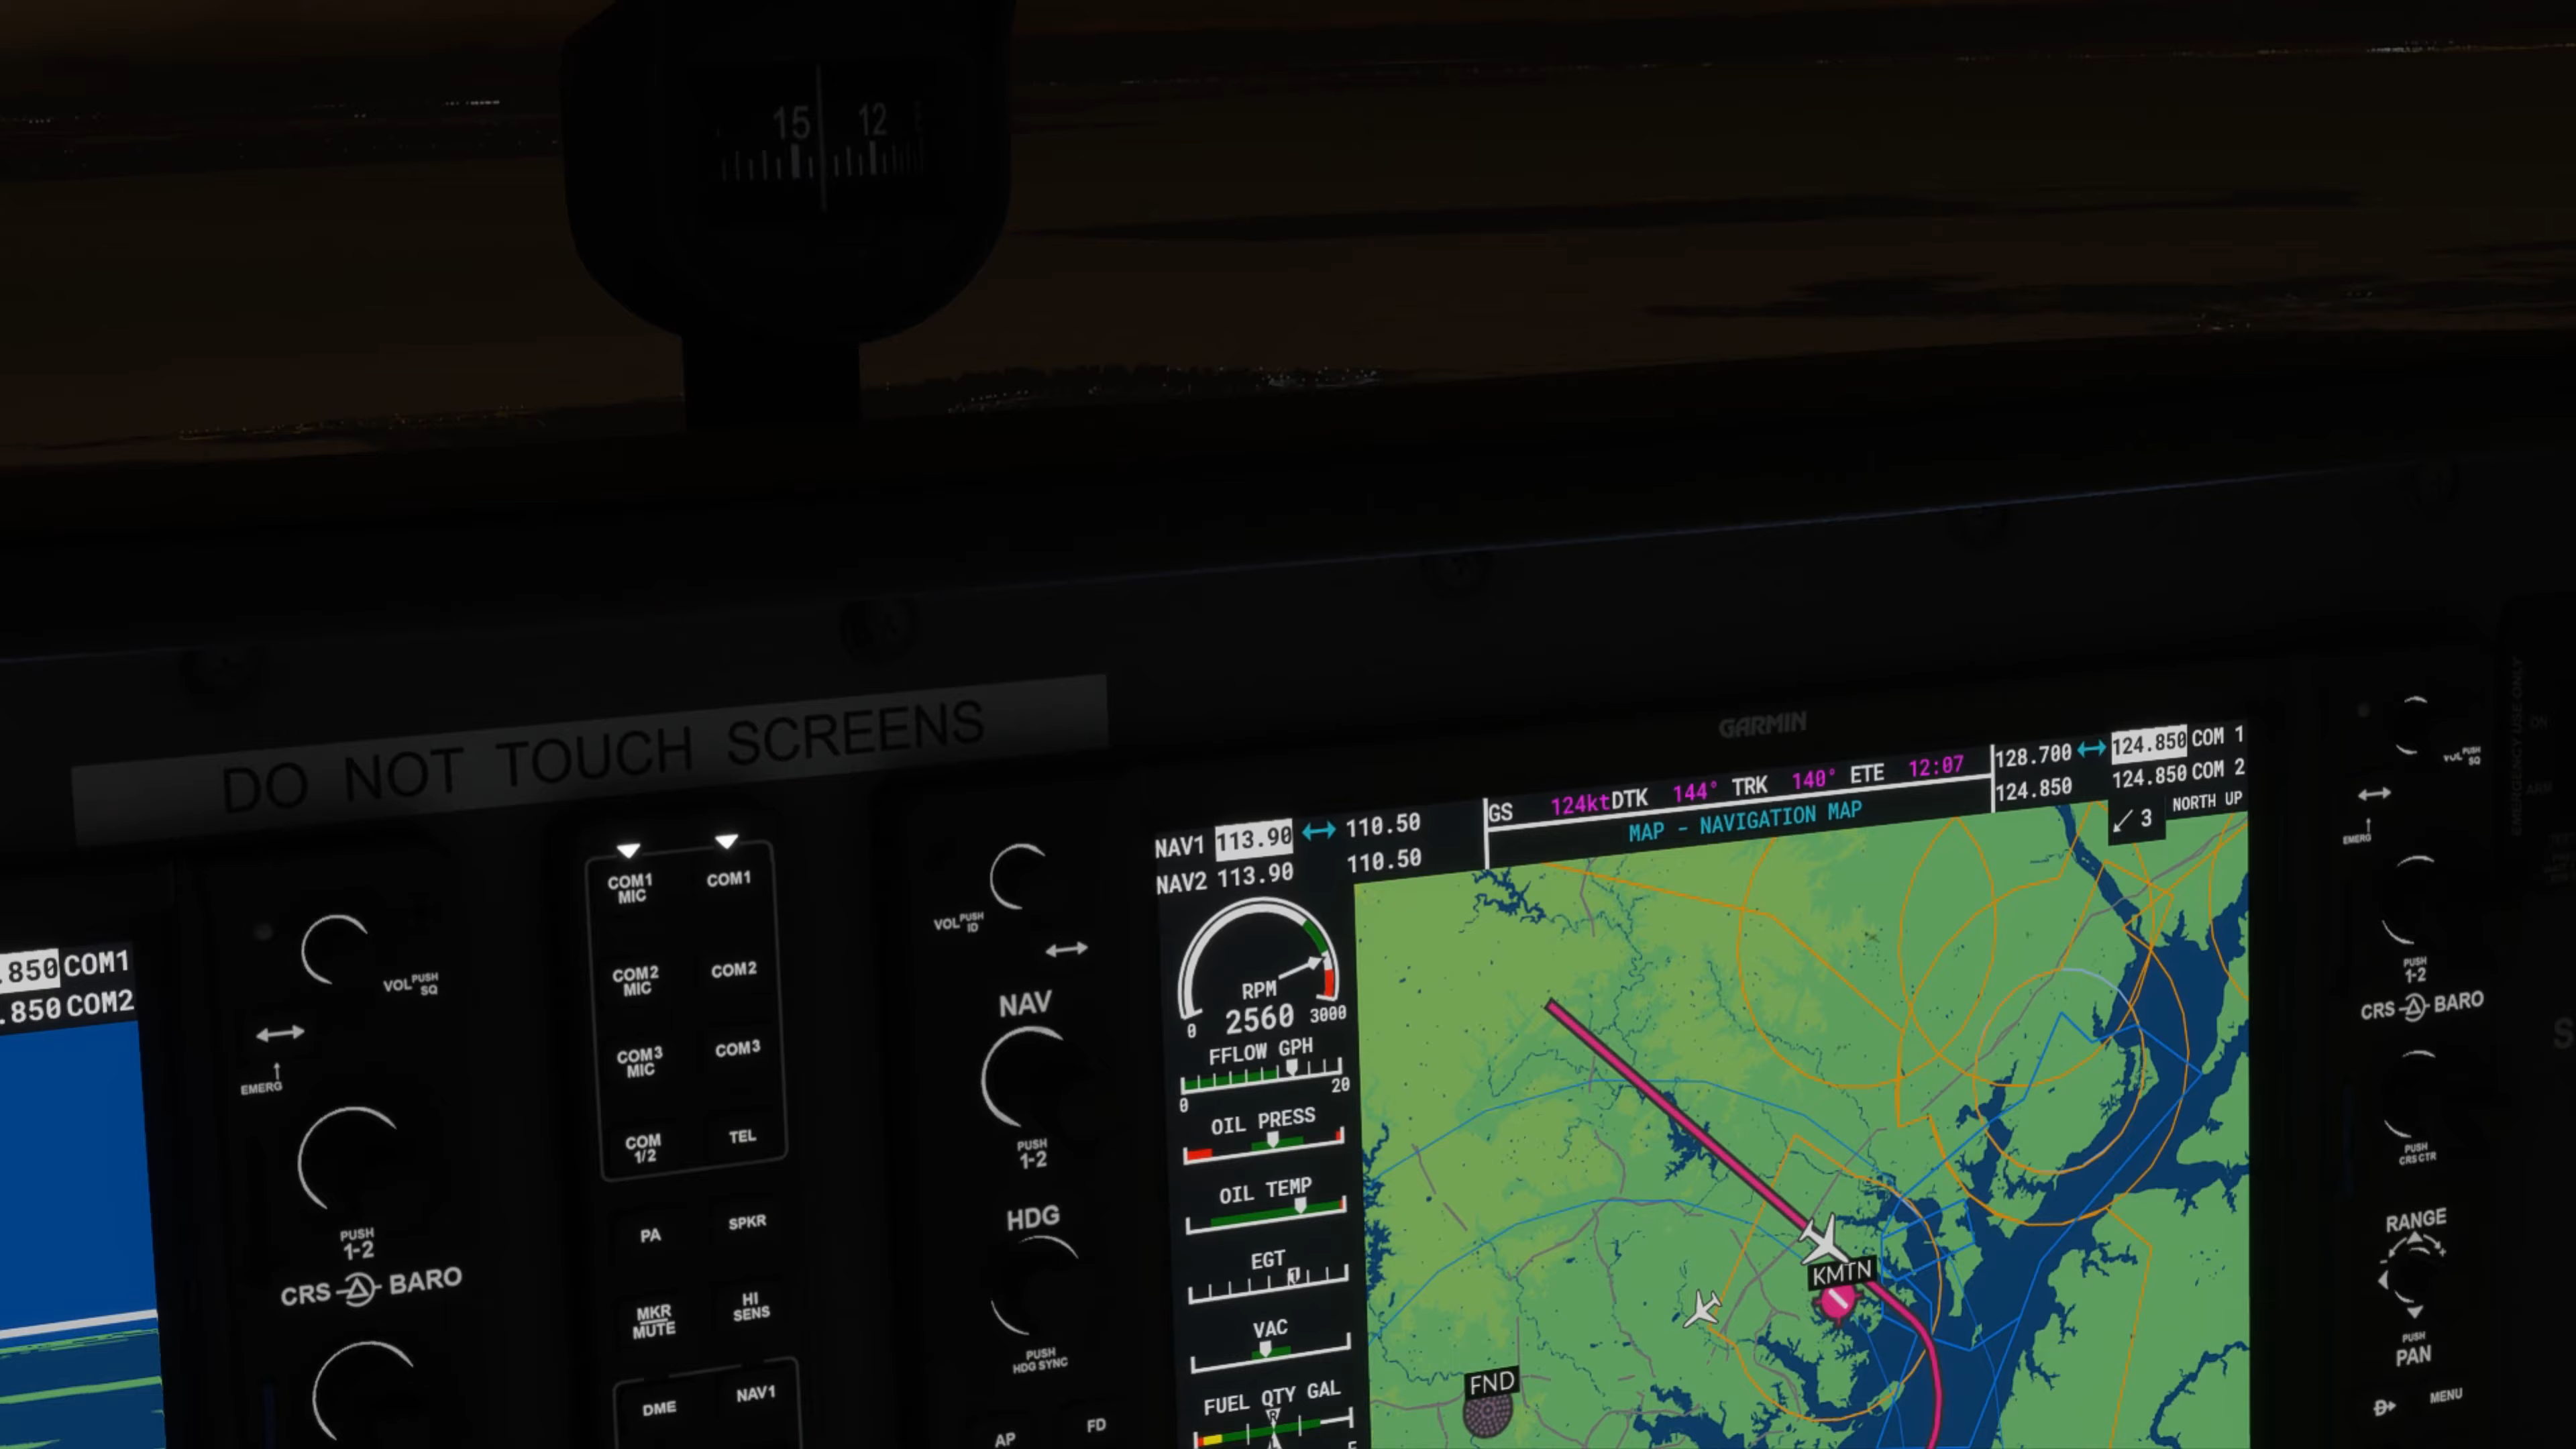 15 12
DO NOT TOUCH SCREENS
GARMIN
NAV1 113.90 ↔ 110.50
NAV2 113.90 110.50
GS 124kt DTK 144° TRK 140° ETE 12:07
MAP - NAVIGATION MAP
128.700 ↔ 124.850 COM 1
124.850 124.850 COM 2
3 NORTH UP
.850 COM1
.850 COM2
VOL PUSH SQ
EMERG
PUSH
1-2
CRS BARO
COM1 MIC
COM1
COM2 MIC
COM2
COM3 MIC
COM3
COM 1/2
TEL
PA
SPKR
MKR MUTE
HI SENS
DME
NAV1
VOL PUSH ID
NAV
PUSH
1-2
HDG
PUSH
HDG SYNC
AP
FD
RPM
0 2560 3000
FFLOW GPH
0 20
OIL PRESS
OIL TEMP
EGT
VAC
FUEL QTY GAL
KMTN
FND
VOL PUSH SQ
EMERG
PUSH
1-2
CRS BARO
PUSH
CRS CTR
RANGE
PUSH
PAN
MENU
EMERGENCY USE ONLY
ON